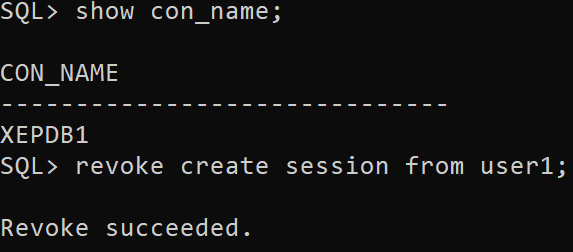 SQL> show con_name;
CON_NAME
------------------------------
XEPDB1
SQL> revoke create session from user1;
Revoke succeeded.